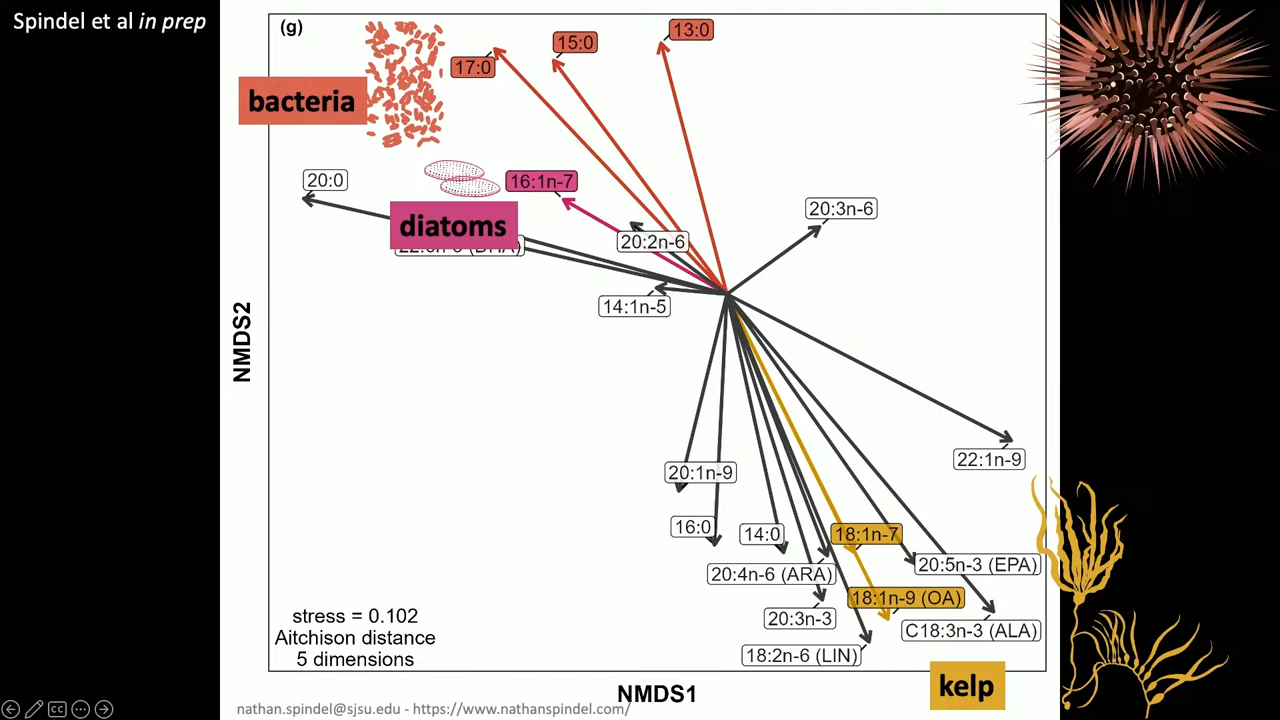 Spindel et al in prep
(g)
13:0
15:0
17:0
bacteria
20:0
16:1n-7
20:3n-6
diatoms
20:2n-6
14:1n-5
NMDS2
22:1n-9
20:1n-9
16:0
14:0
18:1n-7
20:5n-3 (EPA)
20:4n-6 (ARA)
18:1n-9 (OA)
20:3n-3
C18:3n-3 (ALA)
18:2n-6 (LIN)
stress = 0.102
Aitchison distance
5 dimensions
kelp
NMDS1
nathan.spindel@sjsu.edu - https://www.nathanspindel.com/
CC